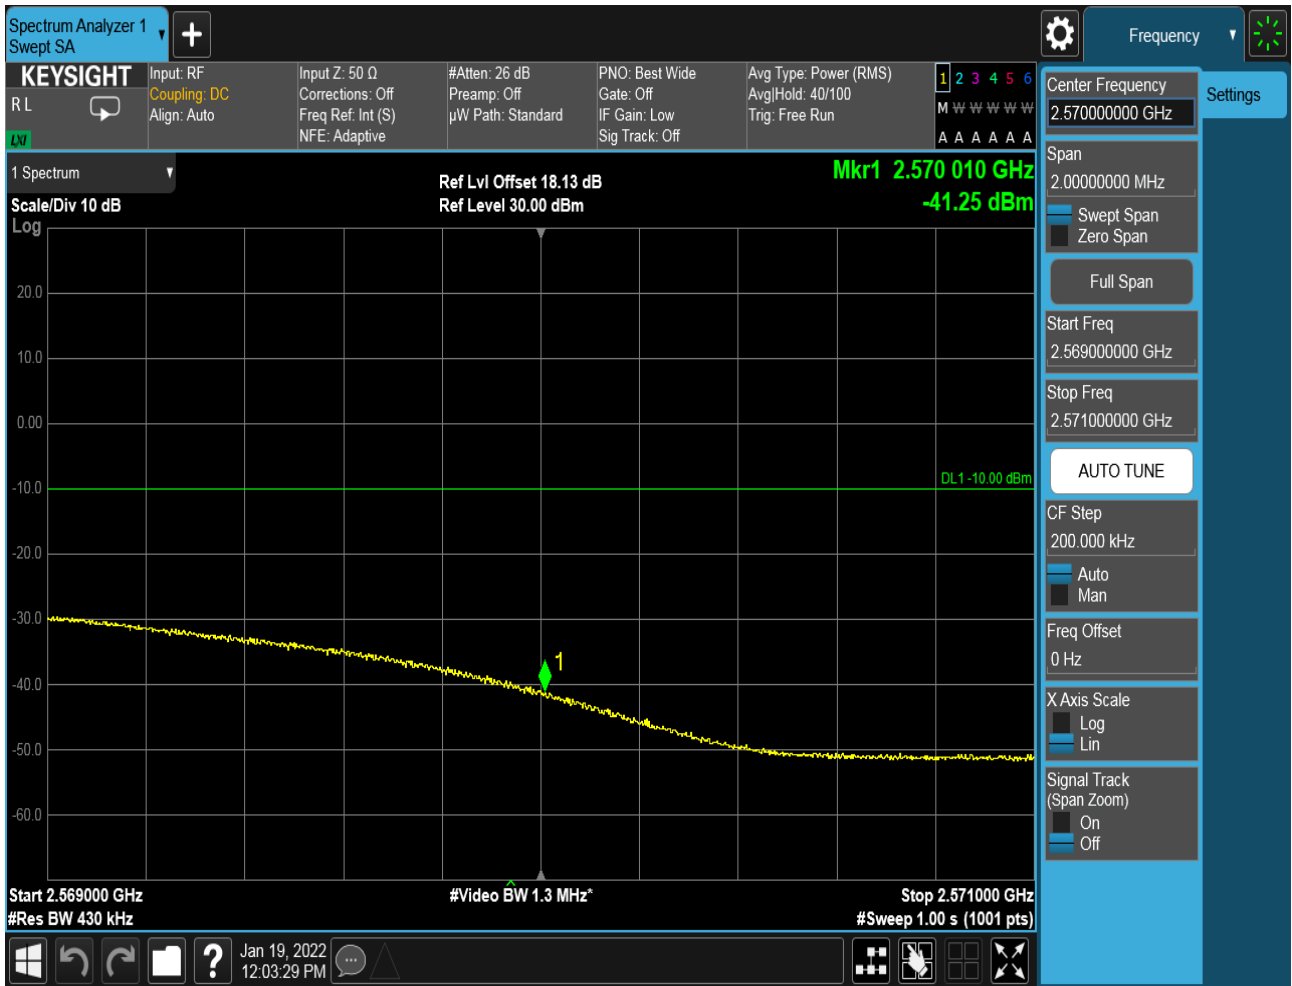 Spectrum Analyzer 1
Swept SA
Frequency
KEYSIGHT
R L
LXI
Input: RF
Coupling: DC
Align: Auto
Input Z: 50 Ω
Corrections: Off
Freq Ref: Int (S)
NFE: Adaptive
#Atten: 26 dB
Preamp: Off
µW Path: Standard
PNO: Best Wide
Gate: Off
IF Gain: Low
Sig Track: Off
Avg Type: Power (RMS)
Avg|Hold: 40/100
Trig: Free Run
1 2 3 4 5 6
M W W W W W
A A A A A A
1 Spectrum
Scale/Div 10 dB
Log
Ref Lvl Offset 18.13 dB
Ref Level 30.00 dBm
Mkr1 2.570 010 GHz
-41.25 dBm
20.0
10.0
0.00
-10.0
-20.0
-30.0
-40.0
-50.0
-60.0
DL1 -10.00 dBm
1
Start 2.569000 GHz
#Res BW 430 kHz
#Video BW 1.3 MHz*
Stop 2.571000 GHz
#Sweep 1.00 s (1001 pts)
Jan 19, 2022
12:03:29 PM
?
Center Frequency
2.570000000 GHz
Settings
Span
2.00000000 MHz
Swept Span
Zero Span
Full Span
Start Freq
2.569000000 GHz
Stop Freq
2.571000000 GHz
AUTO TUNE
CF Step
200.000 kHz
Auto
Man
Freq Offset
0 Hz
X Axis Scale
Log
Lin
Signal Track
(Span Zoom)
On
Off